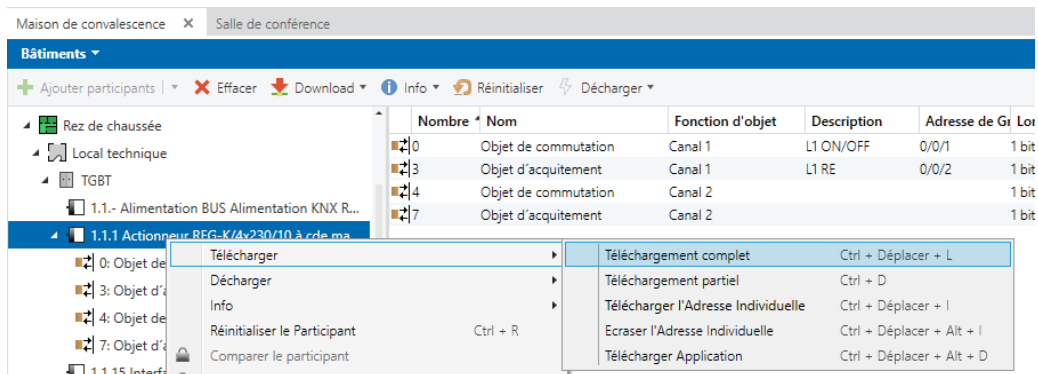 Maison de convalescence Salle de conférence
Bâtiments
Ajouter participants Effacer Download Info Réinitialiser Décharger
Nombre Nom Fonction d'objet Description Adresse de Gr Lor
Rez de chaussée
Local technique
TGBT
1.1.- Alimentation BUS Alimentation KNX R...
1.1.1 Actionneur REG-K/4x230/10 à cde ma
0: Objet de
3: Objet d´a
4: Objet de
7: Objet d´a
1.1.15 Interfa
0 Objet de commutation Canal 1 L1 ON/OFF 0/0/1 1 bit
3 Objet d´acquitement Canal 1 L1 RE 0/0/2 1 bit
4 Objet de commutation Canal 2 1 bit
7 Objet d´acquitement Canal 2 1 bit
Télécharger
Décharger
Info
Réinitialiser le Participant Ctrl + R
Comparer le participant
Téléchargement complet Ctrl + Déplacer + L
Téléchargement partiel Ctrl + D
Télécharger l'Adresse Individuelle Ctrl + Déplacer + I
Ecraser l'Adresse Individuelle Ctrl + Déplacer + Alt + I
Télécharger Application Ctrl + Déplacer + Alt + D